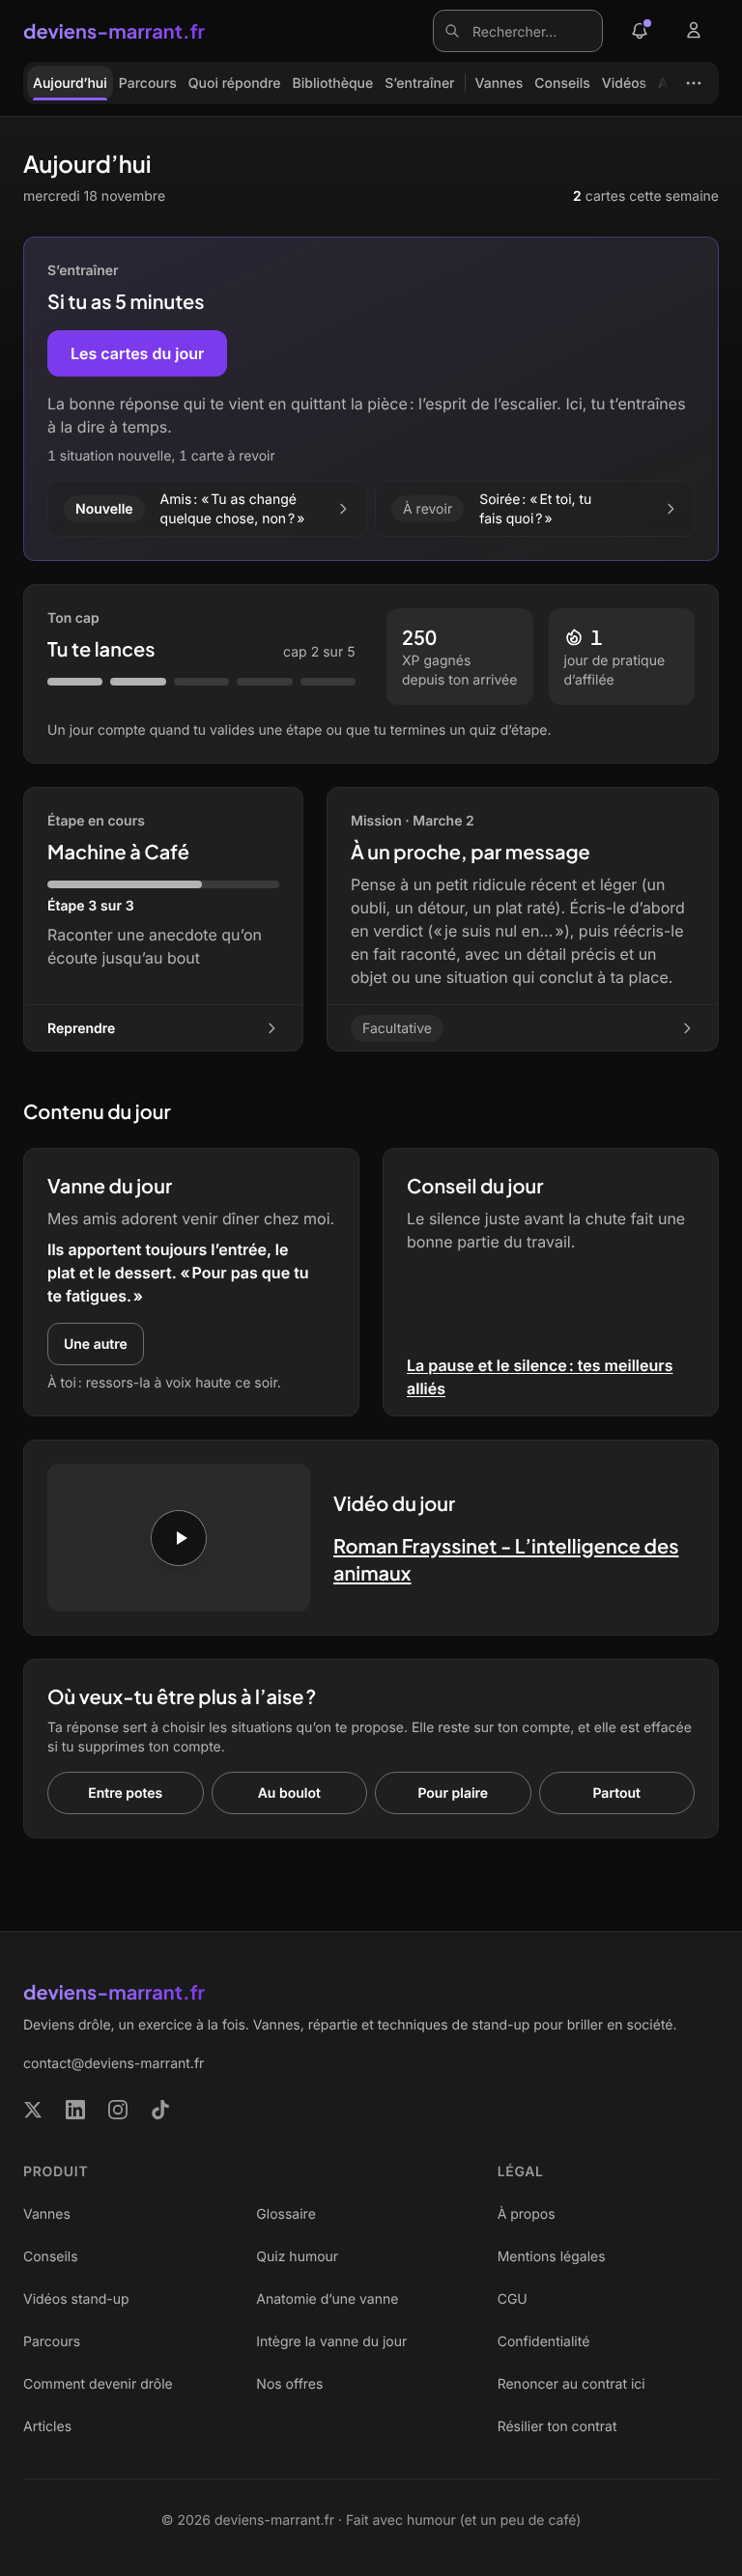 deviens-marrant.fr
Rechercher...
Aujourd’hui
Parcours
Quoi répondre
Bibliothèque
S’entraîner
Vannes
Conseils
Vidéos
Aujourd’hui
mercredi 18 novembre
2 cartes cette semaine
S’entraîner
Si tu as 5 minutes
Les cartes du jour
La bonne réponse qui te vient en quittant la pièce : l’esprit de l’escalier. Ici, tu t’entraînes
à la dire à temps.
1 situation nouvelle, 1 carte à revoir
Nouvelle
Amis : « Tu as changé
quelque chose, non ? »
À revoir
Soirée : « Et toi, tu
fais quoi ? »
Ton cap
Tu te lances
cap 2 sur 5
250
XP gagnés
depuis ton arrivée
1
jour de pratique
d’affilée
Un jour compte quand tu valides une étape ou que tu termines un quiz d’étape.
Étape en cours
Machine à Café
Étape 3 sur 3
Raconter une anecdote qu’on
écoute jusqu’au bout
Reprendre
Mission · Marche 2
À un proche, par message
Pense à un petit ridicule récent et léger (un
oubli, un détour, un plat raté). Écris-le d’abord
en verdict (« je suis nul en… »), puis réécris-le
en fait raconté, avec un détail précis et un
objet ou une situation qui conclut à ta place.
Facultative
Contenu du jour
Vanne du jour
Mes amis adorent venir dîner chez moi.
Ils apportent toujours l’entrée, le
plat et le dessert. « Pour pas que tu
te fatigues. »
Une autre
À toi : ressors-la à voix haute ce soir.
Conseil du jour
Le silence juste avant la chute fait une
bonne partie du travail.
La pause et le silence : tes meilleurs
alliés
Vidéo du jour
Roman Frayssinet - L’intelligence des
animaux
Où veux-tu être plus à l’aise ?
Ta réponse sert à choisir les situations qu’on te propose. Elle reste sur ton compte, et elle est effacée
si tu supprimes ton compte.
Entre potes
Au boulot
Pour plaire
Partout
deviens-marrant.fr
Deviens drôle, un exercice à la fois. Vannes, répartie et techniques de stand-up pour briller en société.
contact@deviens-marrant.fr
PRODUIT
Vannes
Conseils
Vidéos stand-up
Parcours
Comment devenir drôle
Articles
Glossaire
Quiz humour
Anatomie d’une vanne
Intègre la vanne du jour
Nos offres
LÉGAL
À propos
Mentions légales
CGU
Confidentialité
Renoncer au contrat ici
Résilier ton contrat
© 2026 deviens-marrant.fr · Fait avec humour (et un peu de café)